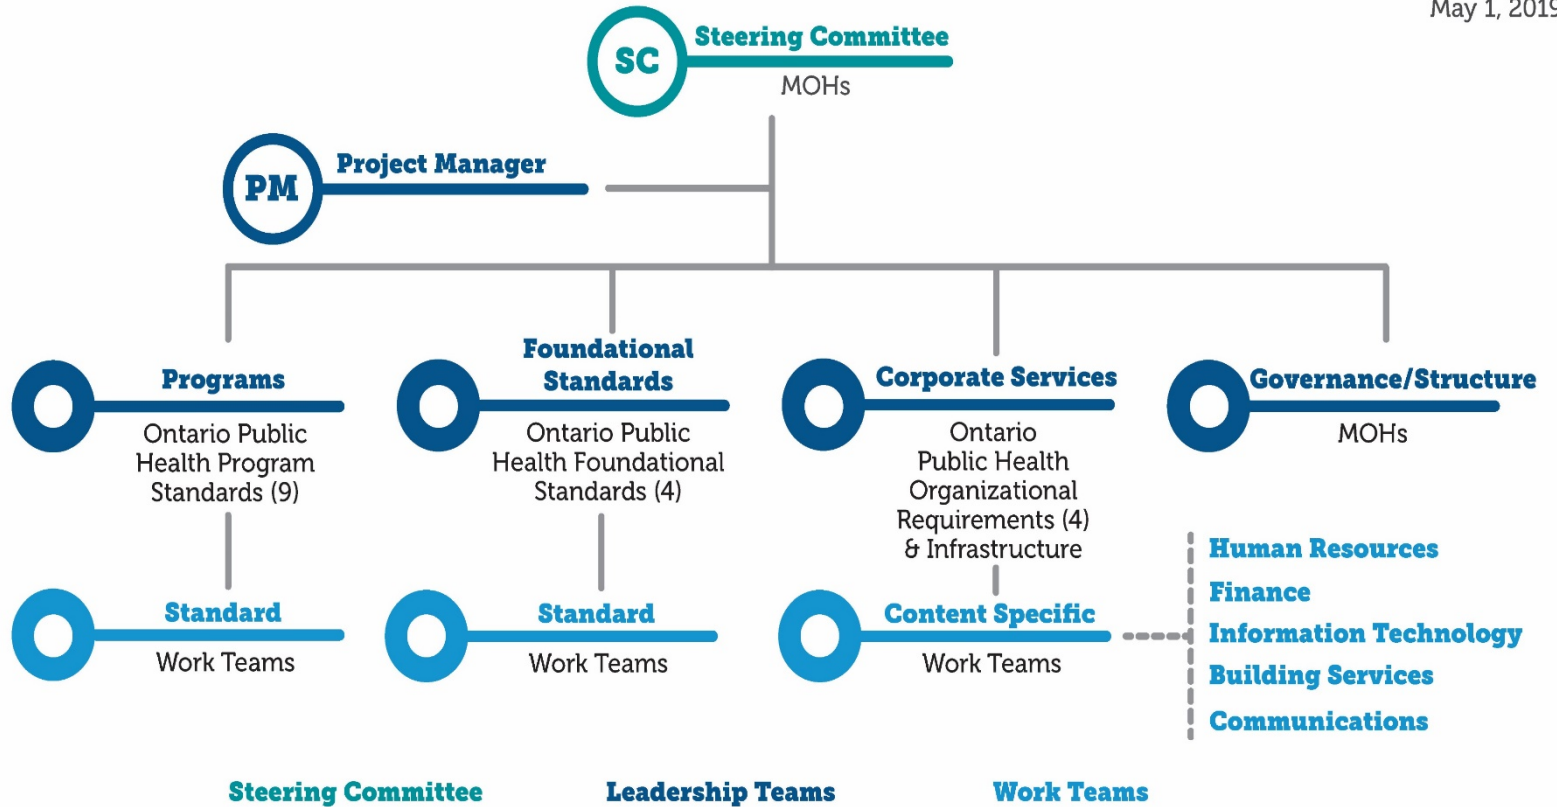 May 1, 2019
SC
Steering Committee
MOHs
PM
Project Manager
Programs
Ontario Public
Health Program
Standards (9)
Foundational
Standards
Ontario Public
Health Foundational
Standards (4)
Corporate Services
Ontario
Public Health
Organizational
Requirements (4)
& Infrastructure
Governance/Structure
MOHs
Standard
Work Teams
Standard
Work Teams
Content Specific
Work Teams
Human Resources
Finance
Information Technology
Building Services
Communications
Steering Committee
Leadership Teams
Work Teams